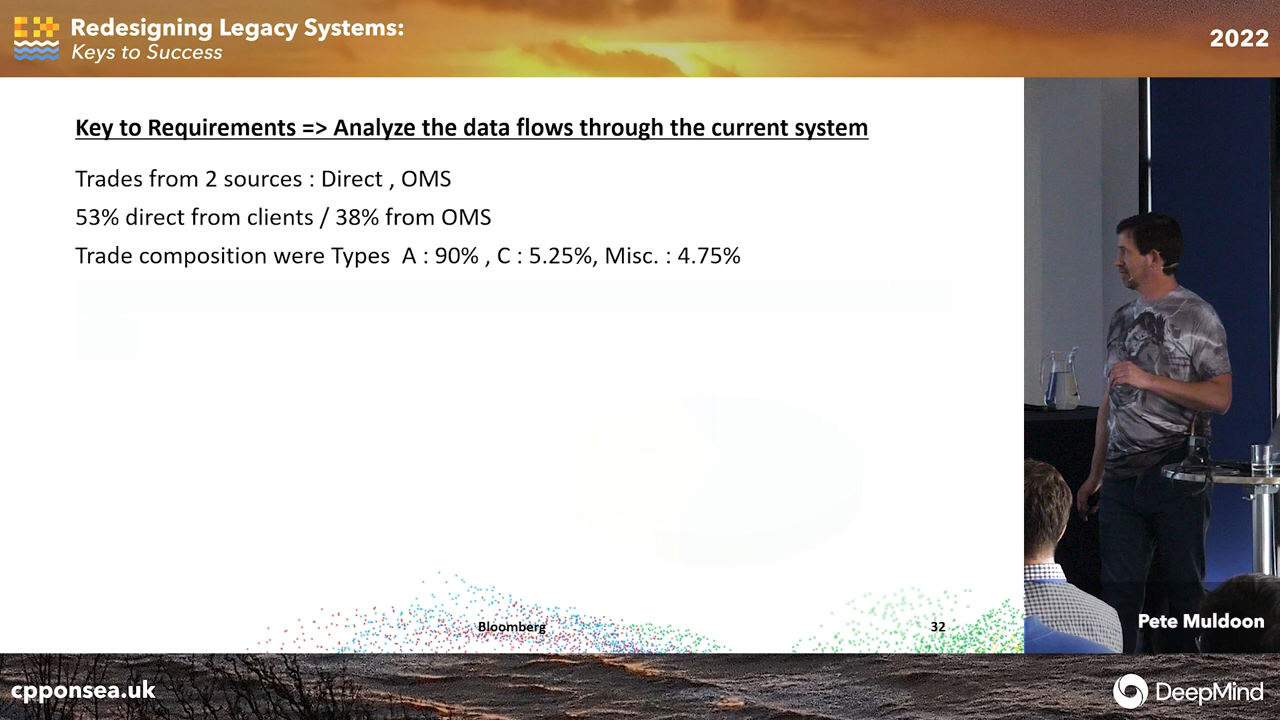 Redesigning Legacy Systems:
Keys to Success
2022
Key to Requirements => Analyze the data flows through the current system
Trades from 2 sources : Direct , OMS
53% direct from clients / 38% from OMS
Trade composition were Types  A : 90% , C : 5.25%, Misc. : 4.75%
Bloomberg
32
Pete Muldoon
cpponsea.uk
DeepMind